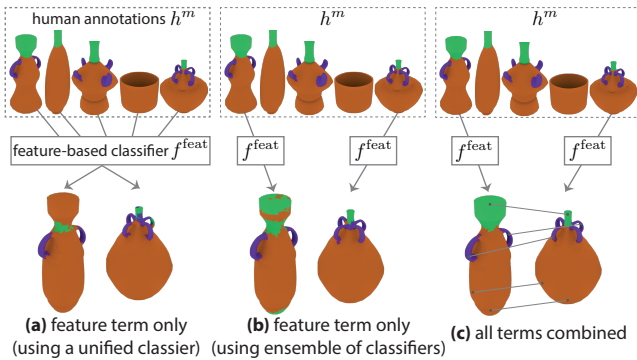 human annotations h^m
h^m
h^m
feature-based classifier f^feat
f^feat
f^feat
f^feat
f^feat
(a) feature term only
(using a unified classier)
(b) feature term only
(using ensemble of classifiers)
(c) all terms combined